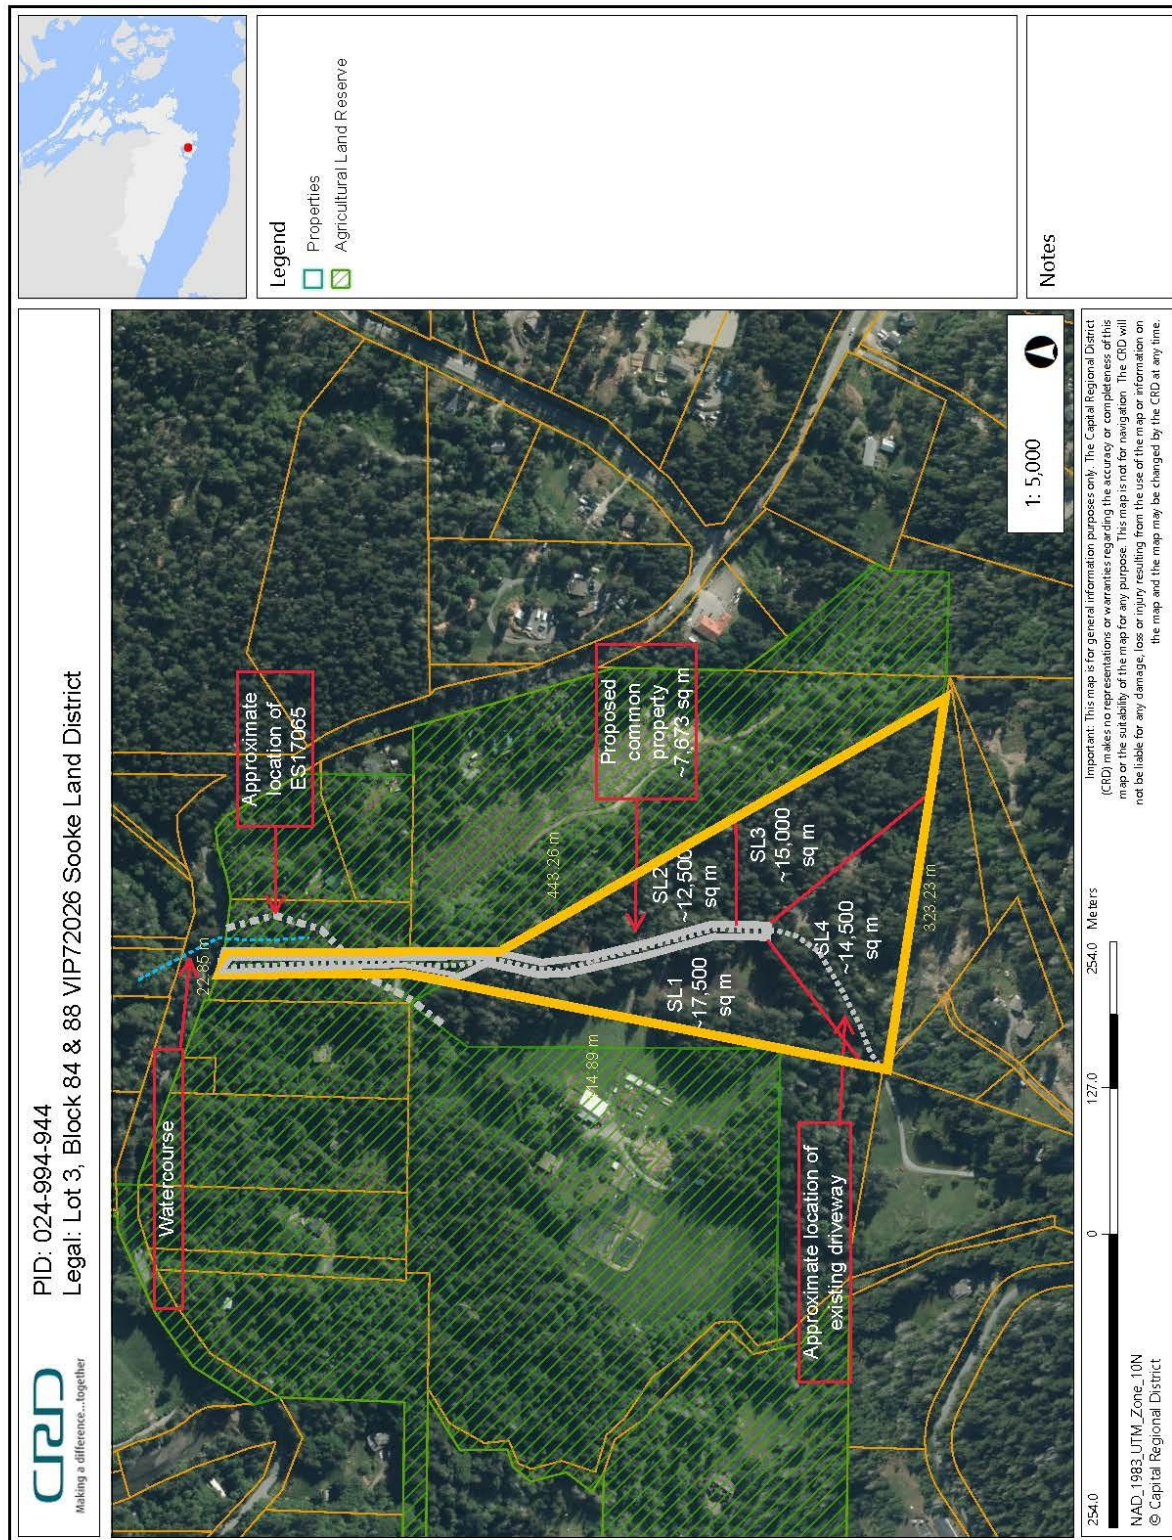 CRD
Making a difference...together
PID: 024-994-944
Legal: Lot 3, Block 84 & 88 VIP72026 Sooke Land District
Watercourse
22.85 m
Approximate
location of
ES17065
443.26 m
Proposed
common
property
~7,673 sq m
SL1
~17,500
sq m
SL2
~12,500
sq m
SL3
~15,000
sq m
SL4
~14,500
sq m
323.23 m
Approximate location of
existing driveway
1: 5,000
Legend
Properties
Agricultural Land Reserve
Notes
254.0
0
127.0
254.0 Meters
NAD_1983_UTM_Zone_10N
© Capital Regional District
Important: This map is for general information purposes only. The Capital Regional District
(CRD) makes no representations or warranties regarding the accuracy or completeness of this
map or the suitability of the map for any purpose. This map is not for navigation. The CRD will
not be liable for any damage, loss or injury resulting from the use of the map or information on
the map and the map may be changed by the CRD at any time.